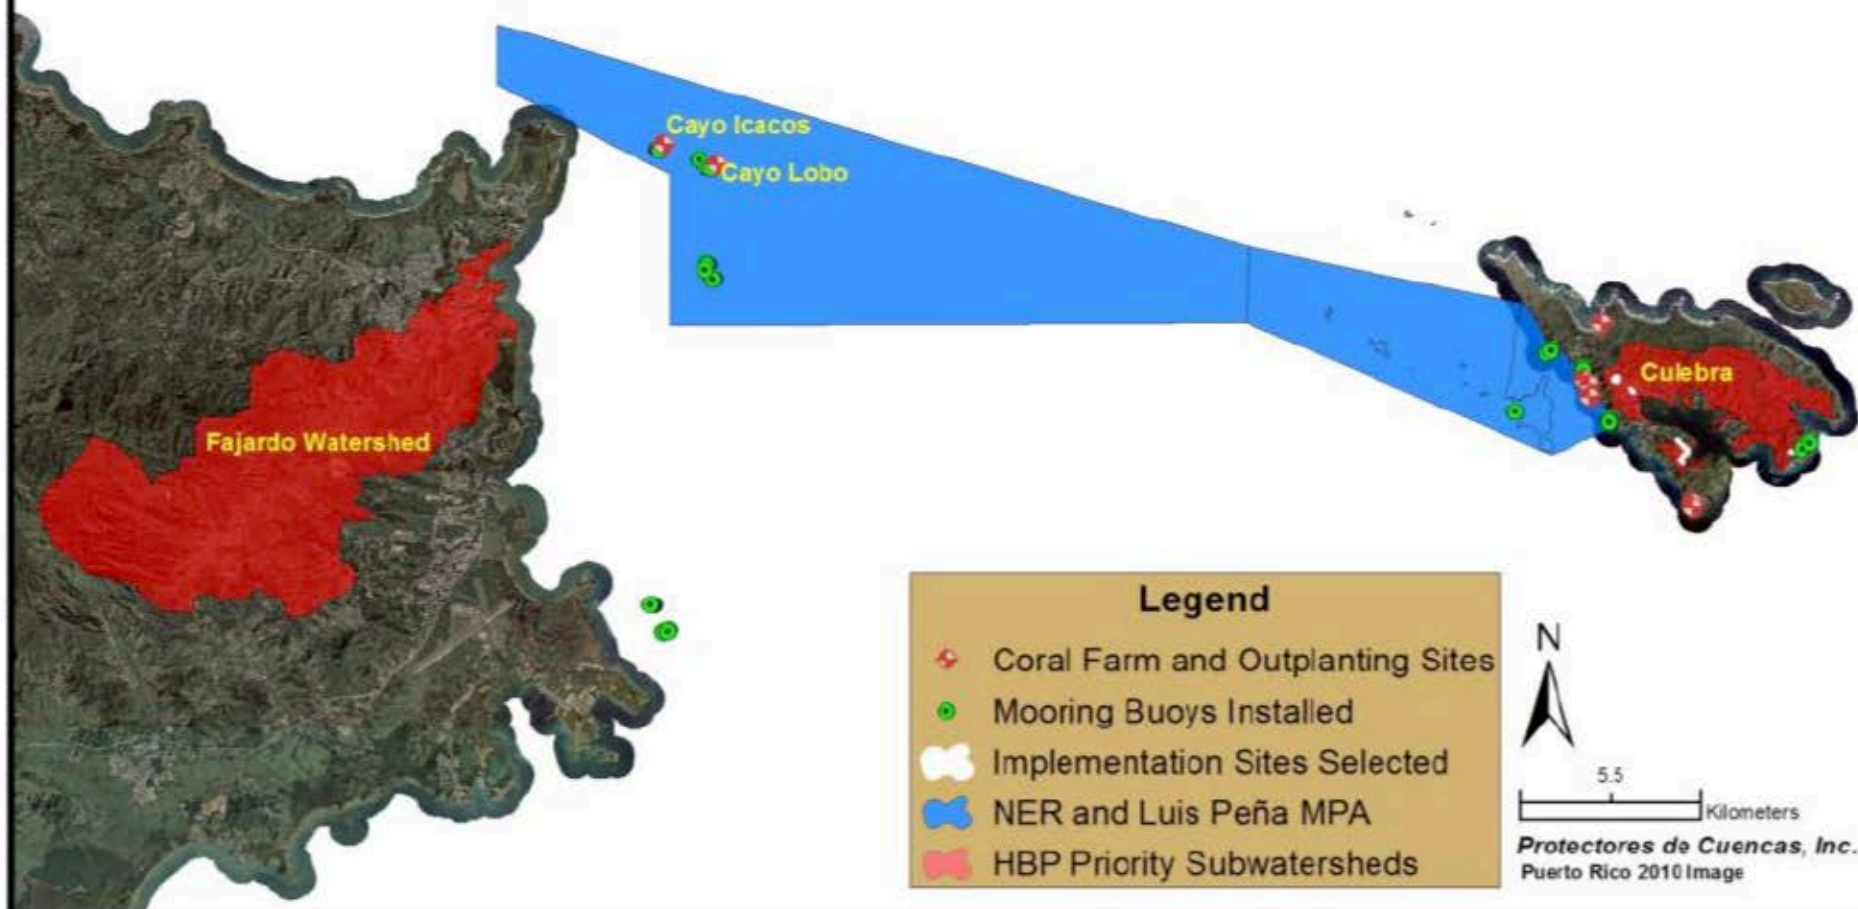 Cayo Icacos
Cayo Lobo
Culebra
Fajardo Watershed
Legend
Coral Farm and Outplanting Sites
Mooring Buoys Installed
Implementation Sites Selected
NER and Luis Peña MPA
HBP Priority Subwatersheds
N
5.5
Kilometers
Protectores de Cuencas, Inc.
Puerto Rico 2010 Image